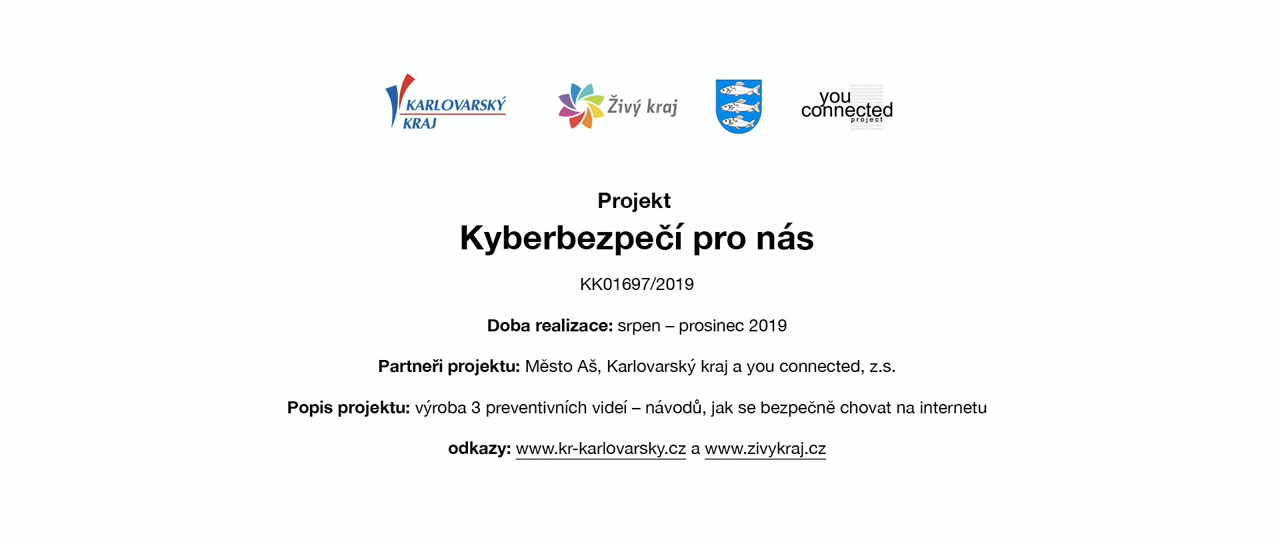 KARLOVARSKÝ
KRAJ
Živý kraj
you
connected
project
Projekt
Kyberbezpečí pro nás
KK01697/2019
Doba realizace: srpen – prosinec 2019
Partneři projektu: Město Aš, Karlovarský kraj a you connected, z.s.
Popis projektu: výroba 3 preventivních videí – návodů, jak se bezpečně chovat na internetu
odkazy: www.kr-karlovarsky.cz a www.zivykraj.cz